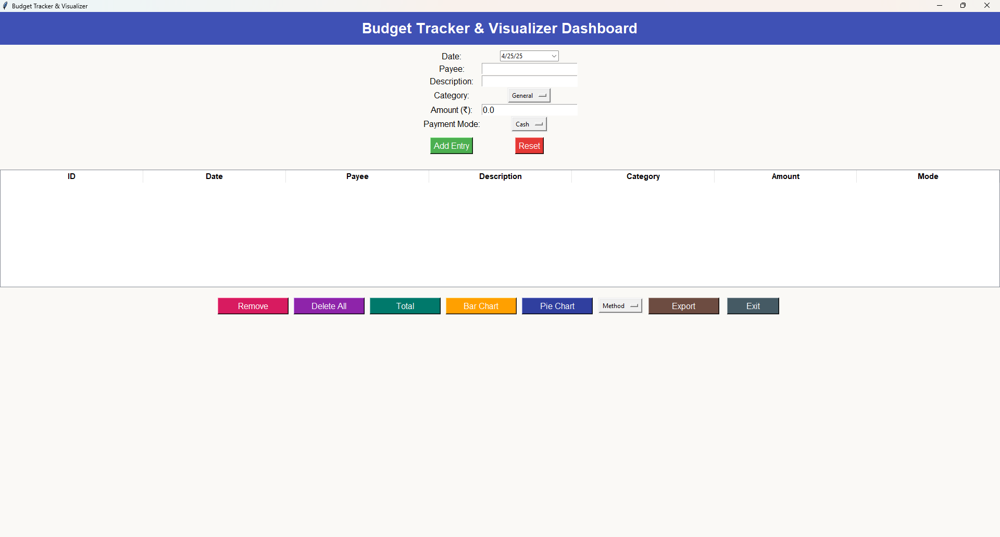 Budget Tracker & Visualizer
Budget Tracker & Visualizer Dashboard
Date: 4/25/25
Payee:
Description:
Category: General
Amount (₹): 0.0
Payment Mode: Cash
Add Entry Reset
ID Date Payee Description Category Amount Mode
Remove Delete All Total Bar Chart Pie Chart Method Export Exit